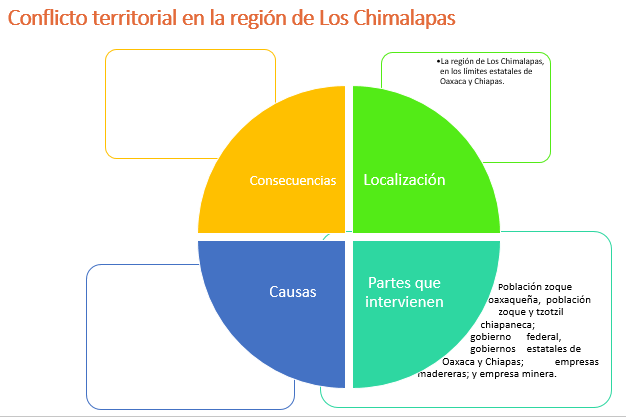 Conflicto territorial en la región de Los Chimalapas
•La región de Los Chimalapas,
en los limites estatales de
Oaxaca y Chiapas.
Consecuencias
Localización
Causas
Partes que
intervienen
Población zoque
oaxaqueña, población
zoque y tzotzil
chiapaneca;
gobierno federal,
gobiernos estatales de
Oaxaca y Chiapas; empresas
madereras; y empresa minera.